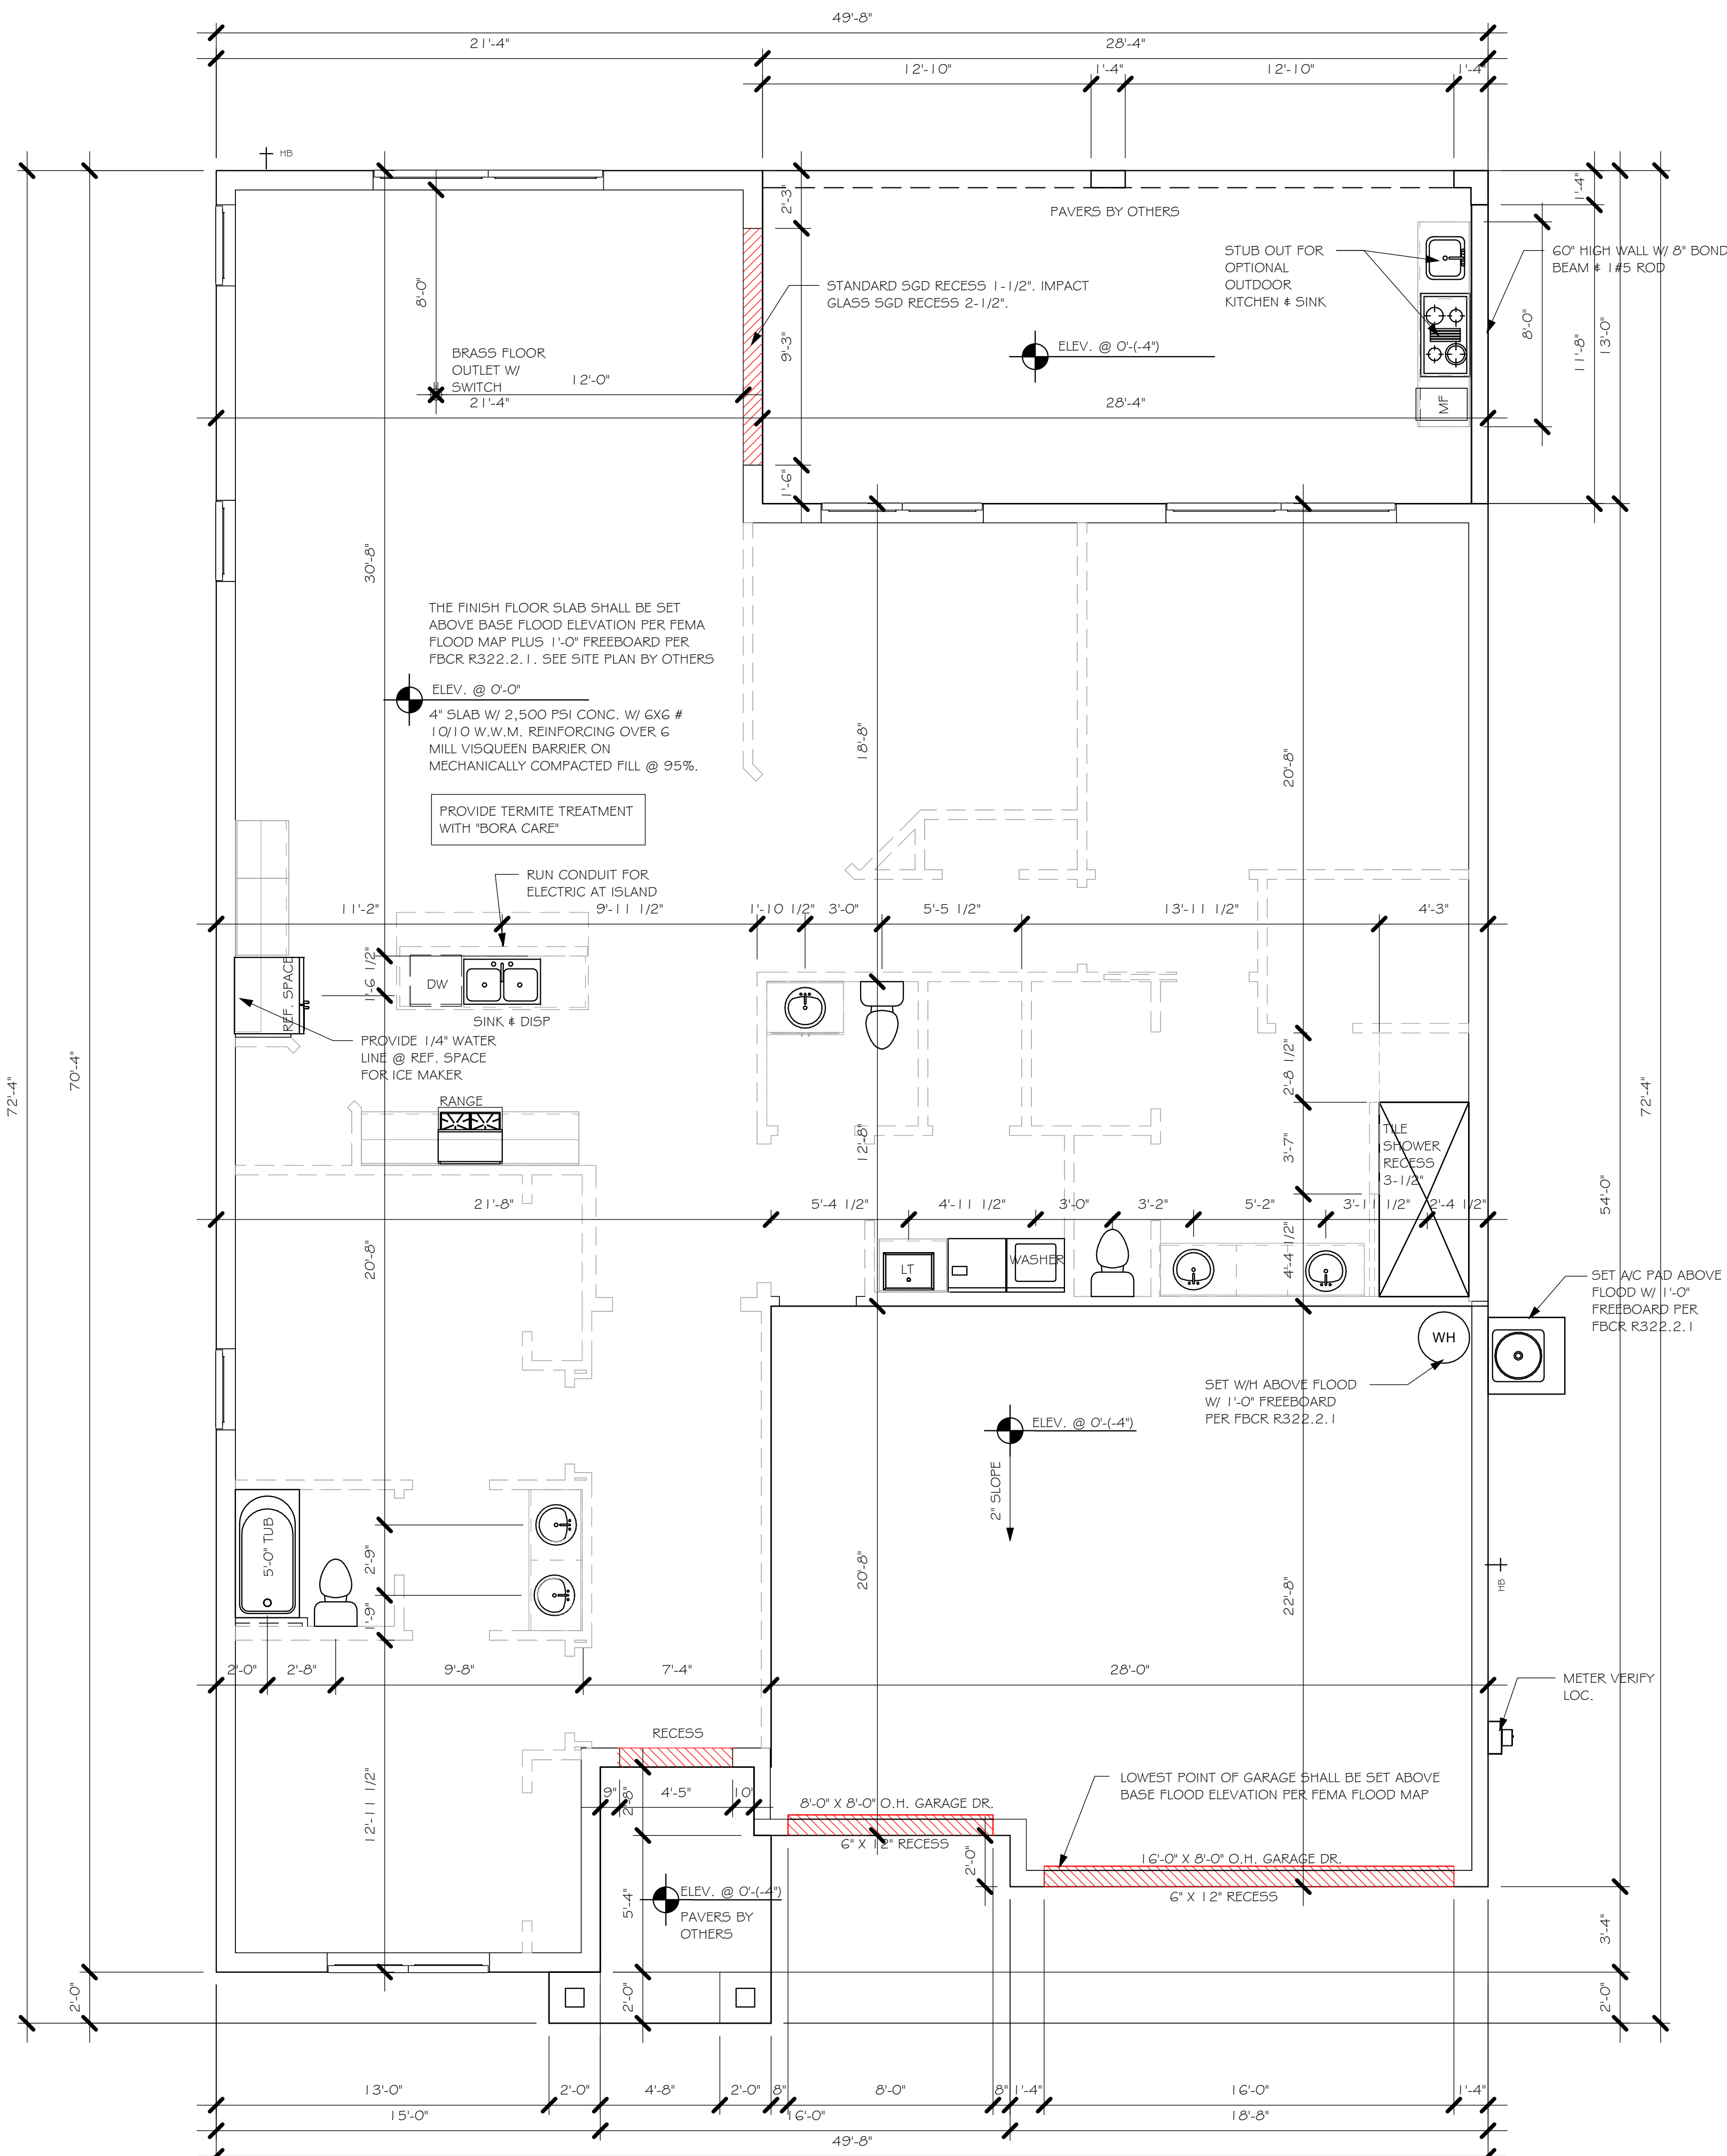 49'-8"
21'-4"
28'-4"
12'-10"
1'-4"
12'-10"
1'-4"
HB
2'-3"
1'-4"
PAVERS BY OTHERS
STUB OUT FOR
OPTIONAL
OUTDOOR
KITCHEN & SINK
60" HIGH WALL W/ 8" BOND
BEAM & 1#5 ROD
8'-0"
STANDARD SGD RECESS 1-1/2". IMPACT
GLASS SGD RECESS 2-1/2".
9'-3"
ELEV. @ 0'-(-4")
8'-0"
11'-8"
13'-0"
BRASS FLOOR
OUTLET W/
SWITCH
12'-0"
21'-4"
28'-4"
MF
1'-6"
30'-8"
THE FINISH FLOOR SLAB SHALL BE SET
ABOVE BASE FLOOD ELEVATION PER FEMA
FLOOD MAP PLUS 1'-0" FREEBOARD PER
FBCR R322.2.1. SEE SITE PLAN BY OTHERS
ELEV. @ 0'-0"
4" SLAB W/ 2,500 PSI CONC. W/ 6X6 #
10/10 W.W.M. REINFORCING OVER 6
MILL VISQUEEN BARRIER ON
MECHANICALLY COMPACTED FILL @ 95%.
18'-8"
20'-8"
PROVIDE TERMITE TREATMENT
WITH "BORA CARE"
RUN CONDUIT FOR
ELECTRIC AT ISLAND
11'-2"
9'-11 1/2"
1'-10 1/2"
3'-0"
5'-5 1/2"
13'-11 1/2"
4'-3"
1'-6 1/2"
REF. SPACE
DW
SINK & DISP
PROVIDE 1/4" WATER
LINE @ REF. SPACE
FOR ICE MAKER
RANGE
72'-4"
70'-4"
72'-4"
2'-8 1/2"
12'-8"
3'-7"
TILE
SHOWER
RECESS
3-1/2"
54'-0"
21'-8"
5'-4 1/2"
4'-11 1/2"
3'-0"
3'-2"
5'-2"
3'-11 1/2"
2'-4 1/2"
20'-8"
4'-4 1/2"
LT
WASHER
SET A/C PAD ABOVE
FLOOD W/ 1'-0"
FREEBOARD PER
FBCR R322.2.1
WH
SET W/H ABOVE FLOOD
W/ 1'-0" FREEBOARD
PER FBCR R322.2.1
ELEV. @ 0'-(-4")
2" SLOPE
5'-0" TUB
2'-9"
1'-9"
20'-8"
22'-8"
HB
2'-0"
2'-8"
9'-8"
7'-4"
28'-0"
METER VERIFY
LOC.
RECESS
12'-11 1/2"
9"
2'-8"
4'-5"
10"
LOWEST POINT OF GARAGE SHALL BE SET ABOVE
BASE FLOOD ELEVATION PER FEMA FLOOD MAP
8'-0" X 8'-0" O.H. GARAGE DR.
6" X 12" RECESS
2'-0"
16'-0" X 8'-0" O.H. GARAGE DR.
6" X 12" RECESS
ELEV. @ 0'-(-4")
PAVERS BY
OTHERS
5'-4"
3'-4"
2'-0"
2'-0"
2'-0"
13'-0"
2'-0"
4'-8"
2'-0"
8"
8'-0"
8"
1'-4"
16'-0"
1'-4"
15'-0"
16'-0"
18'-8"
49'-8"